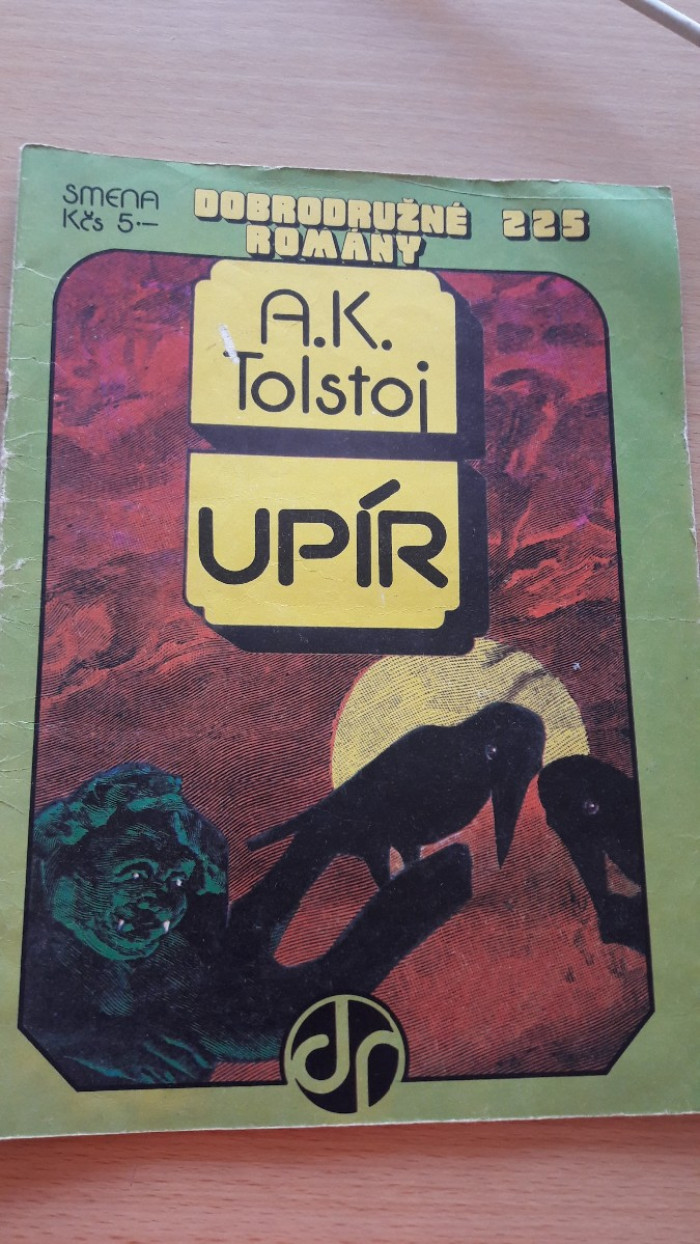 SMENA
Kčs 5·—
DOBRODRUŽNÉ 225
ROMÁNY
A.K.
Tolstoj
UPÍR
dr